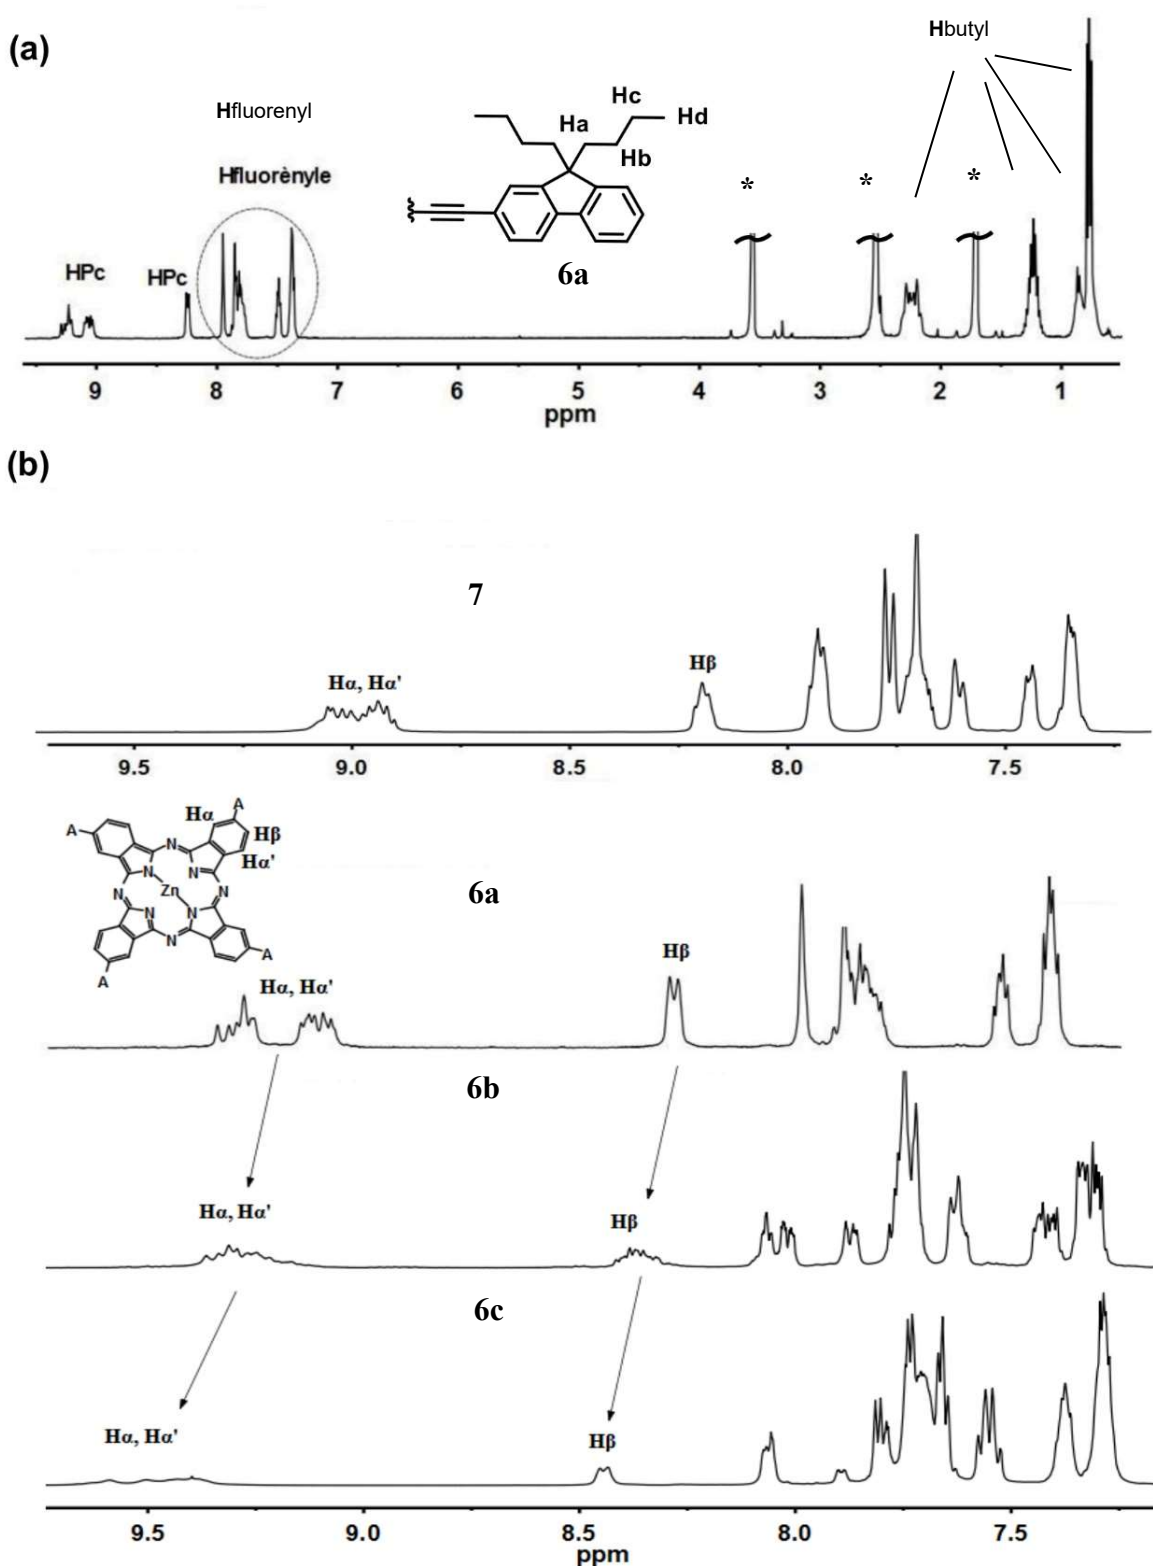 (a)
Hbutyl
Hc
Hd
Ha
Hb
Hfluorenyl
Hfluorènyle
* * *
HPc
HPc
6a
9 8 7 6 5 4 3 2 1
ppm
(b)
7
Hα, Hα'
Hβ
9.5 9.0 8.5 8.0 7.5
A
Hα
A
Hβ
Hα'
N
N
N
Zn
N
N
N
N
N
A
A
6a
Hα, Hα'
Hβ
6b
Hα, Hα'
Hβ
6c
Hα, Hα'
Hβ
9.5 9.0 8.5 8.0 7.5
ppm